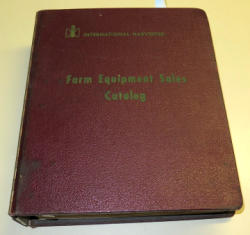 INTERNATIONAL HARVESTER
Farm Equipment Sales
Catalog